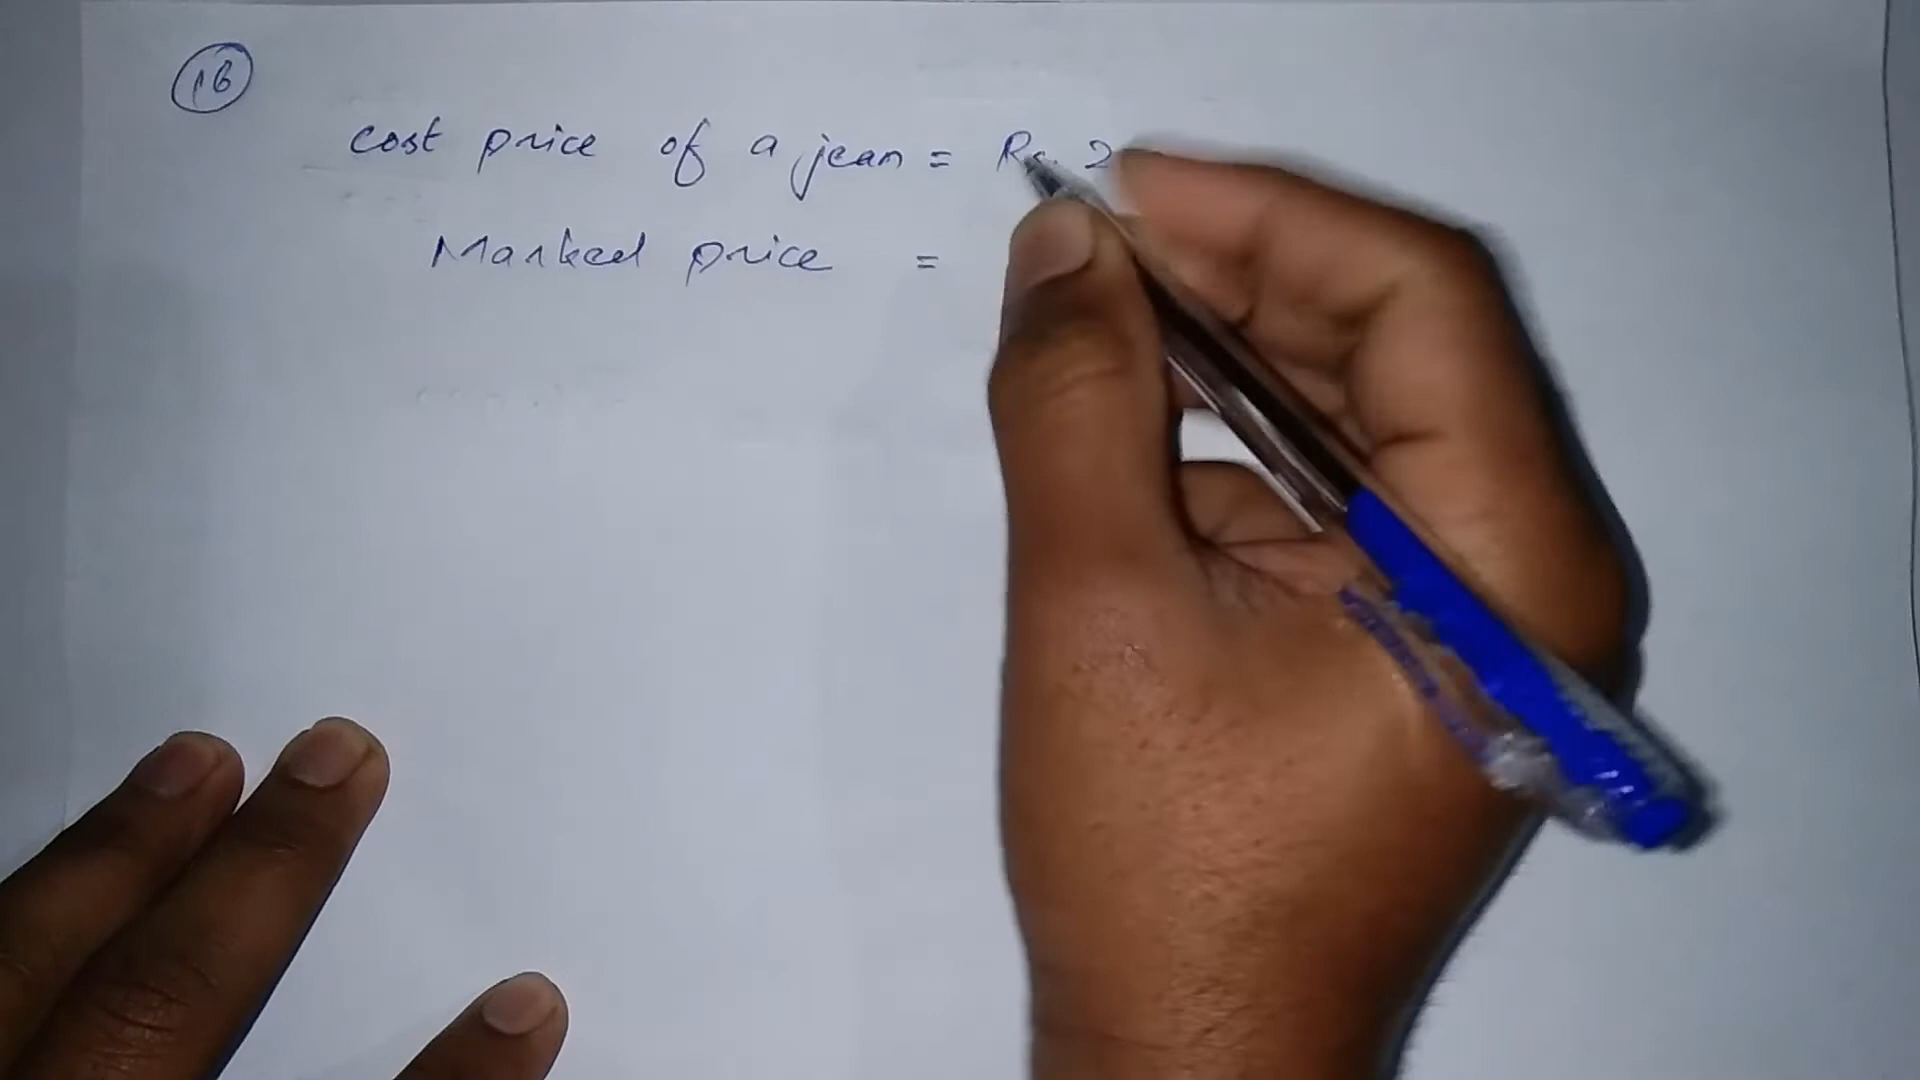 16
cost price of a jean = Rs. 2
Marked price =